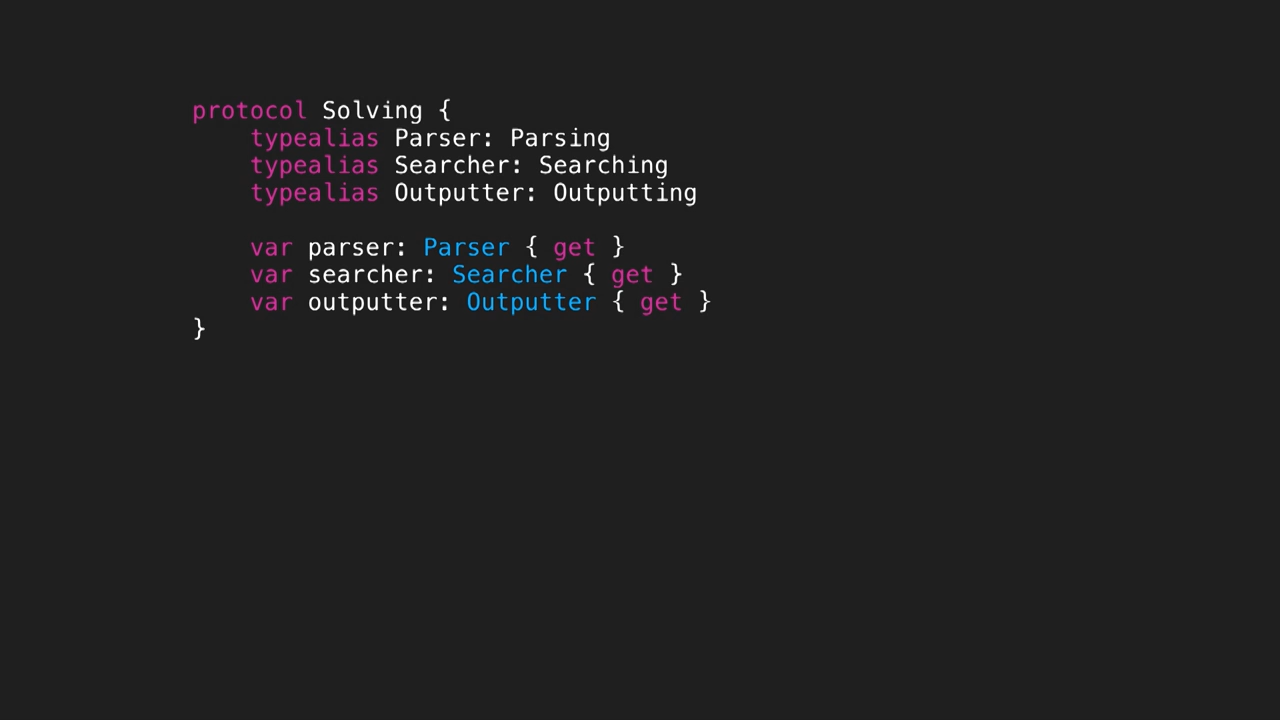 protocol Solving {
    typealias Parser: Parsing
    typealias Searcher: Searching
    typealias Outputter: Outputting

    var parser: Parser { get }
    var searcher: Searcher { get }
    var outputter: Outputter { get }
}